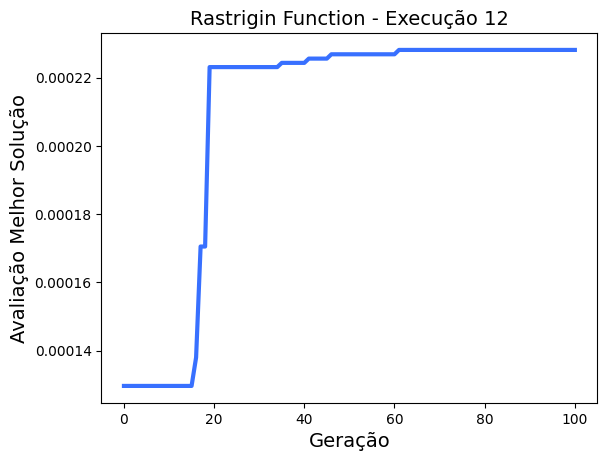 Rastrigin Function - Execução 12
Avaliação Melhor Solução
0.00022
0.00020
0.00018
0.00016
0.00014
0 20 40 60 80 100
Geração